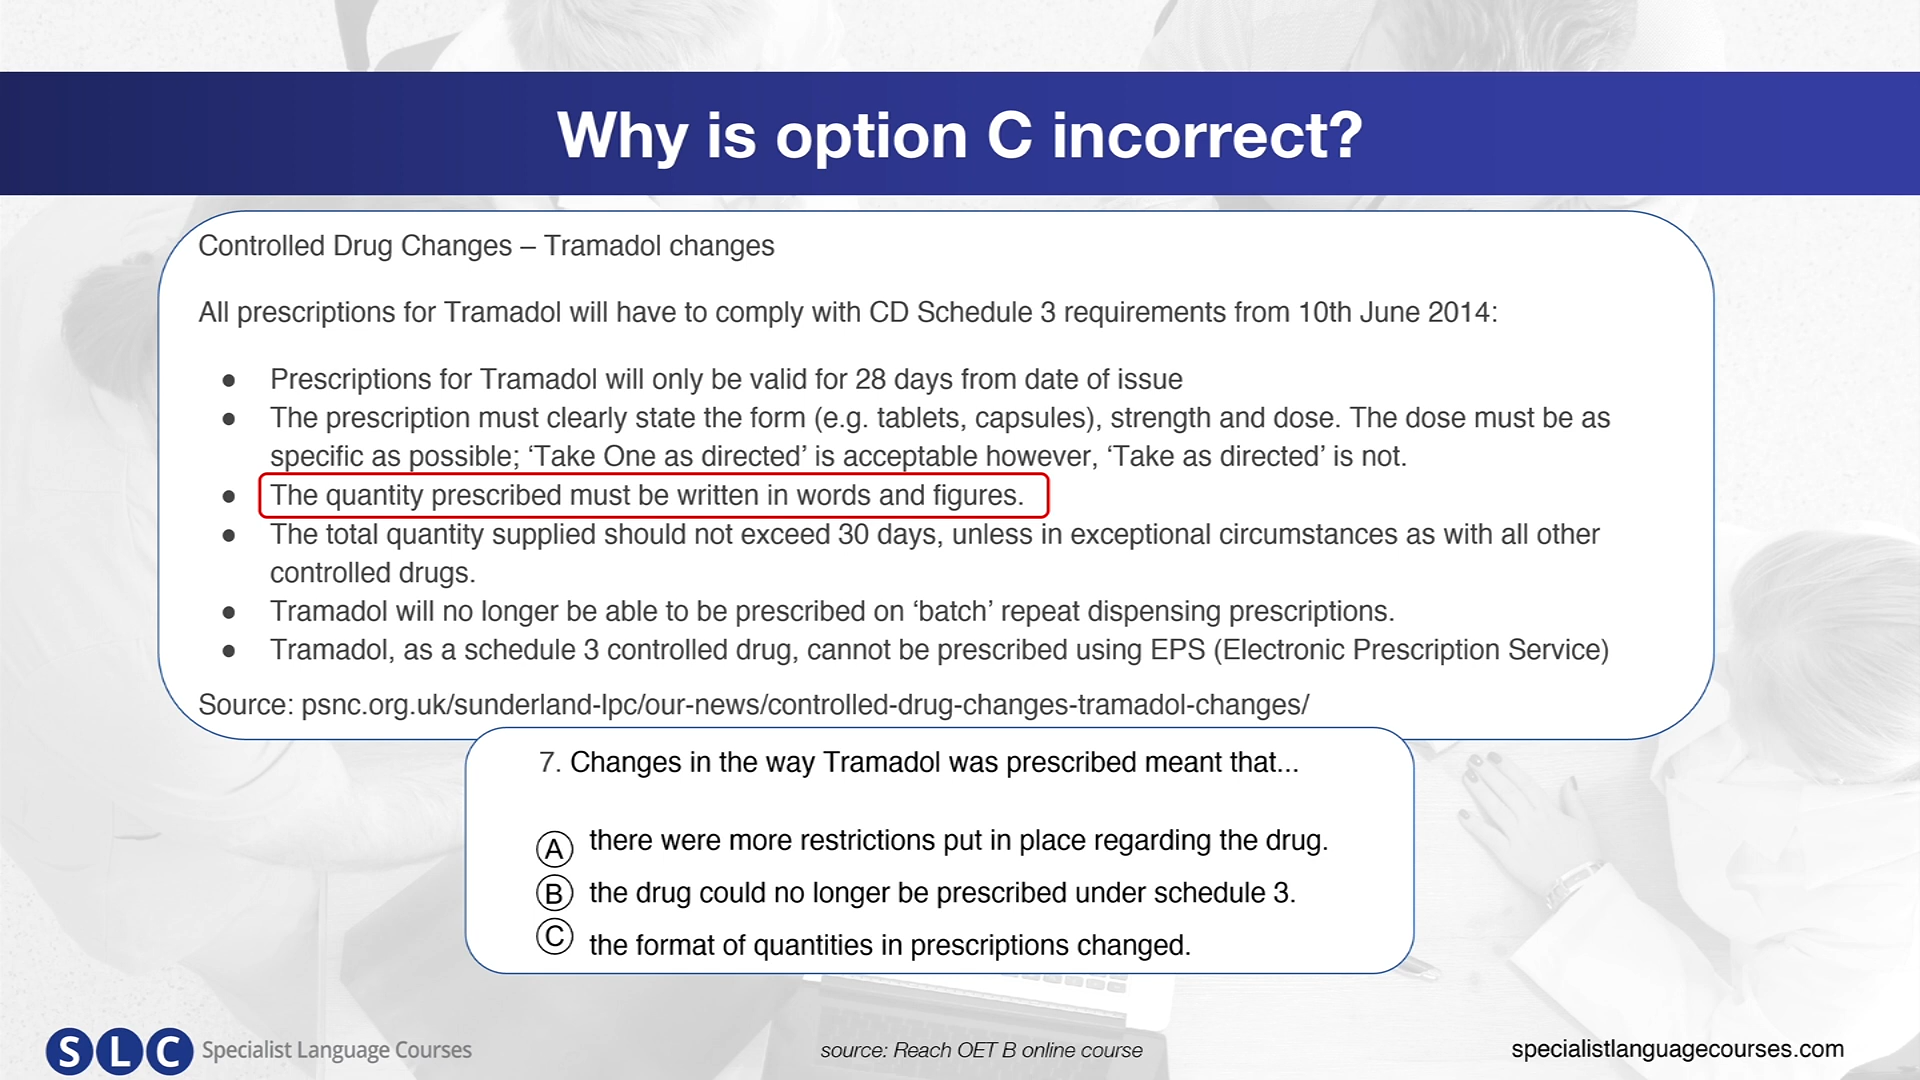 Why is option C incorrect?
Controlled Drug Changes – Tramadol changes
All prescriptions for Tramadol will have to comply with CD Schedule 3 requirements from 10th June 2014:
● Prescriptions for Tramadol will only be valid for 28 days from date of issue
● The prescription must clearly state the form (e.g. tablets, capsules), strength and dose. The dose must be as
specific as possible; ‘Take One as directed’ is acceptable however, ‘Take as directed’ is not.
● The quantity prescribed must be written in words and figures.
● The total quantity supplied should not exceed 30 days, unless in exceptional circumstances as with all other
controlled drugs.
● Tramadol will no longer be able to be prescribed on ‘batch’ repeat dispensing prescriptions.
● Tramadol, as a schedule 3 controlled drug, cannot be prescribed using EPS (Electronic Prescription Service)
Source: psnc.org.uk/sunderland-lpc/our-news/controlled-drug-changes-tramadol-changes/
7. Changes in the way Tramadol was prescribed meant that...
A there were more restrictions put in place regarding the drug.
B the drug could no longer be prescribed under schedule 3.
C the format of quantities in prescriptions changed.
SLC Specialist Language Courses
source: Reach OET B online course
specialistlanguagecourses.com